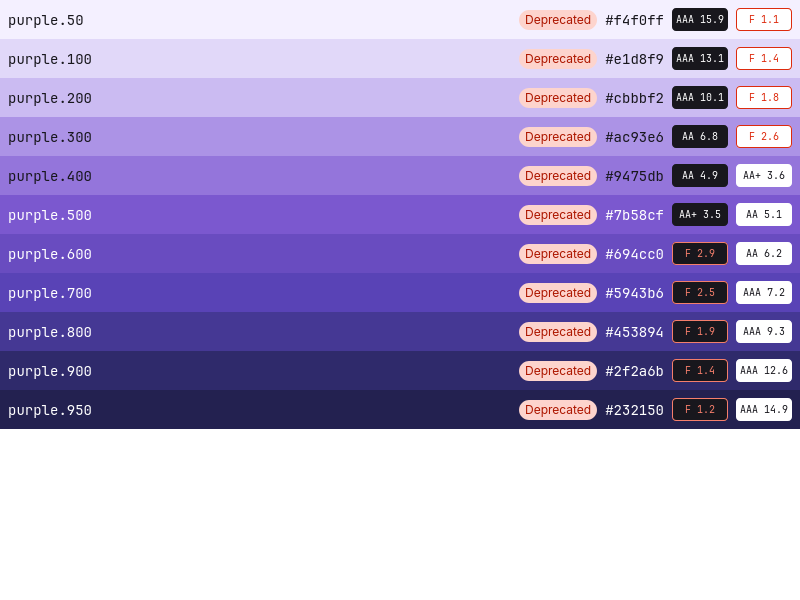 purple.50 Deprecated #f4f0ff AAA 15.9 F 1.1
purple.100 Deprecated #e1d8f9 AAA 13.1 F 1.4
purple.200 Deprecated #cbbbf2 AAA 10.1 F 1.8
purple.300 Deprecated #ac93e6 AA 6.8 F 2.6
purple.400 Deprecated #9475db AA 4.9 AA+ 3.6
purple.500 Deprecated #7b58cf AA+ 3.5 AA 5.1
purple.600 Deprecated #694cc0 F 2.9 AA 6.2
purple.700 Deprecated #5943b6 F 2.5 AAA 7.2
purple.800 Deprecated #453894 F 1.9 AAA 9.3
purple.900 Deprecated #2f2a6b F 1.4 AAA 12.6
purple.950 Deprecated #232150 F 1.2 AAA 14.9